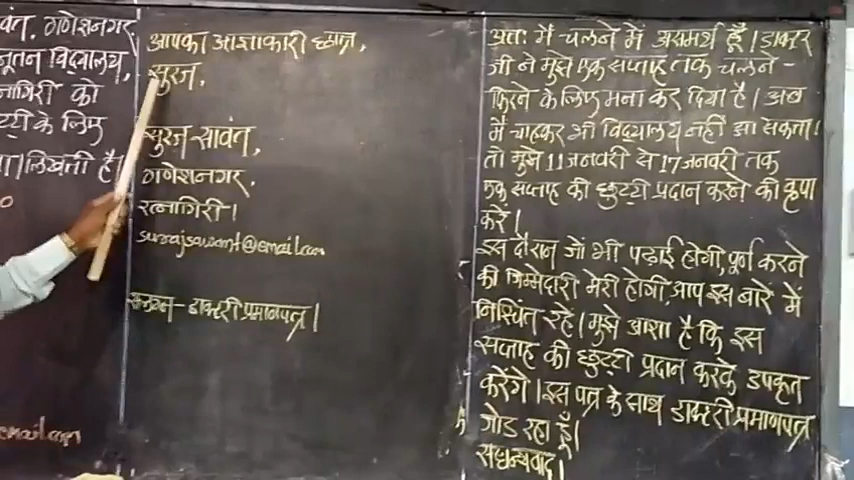 वंत, गणेशनगर,
नूतन विद्यालय,
नागिरी को
ट्टी के लिए
लिखती है
email.com
आपका आज्ञाकारी छात्र,
सुरज,
सुरज सावंत,
गणेशनगर,
रत्नागिरी।
surajsawant@email.com
संलग्न - डाक्टरी प्रमाणपत्र।
अतः मैं चलने में असमर्थ हूँ। डाक्टर
जी ने मुझे एक सप्ताह तक चलने -
फिरने के लिए मना कर दिया है। अब
मैं चाहकर भी विद्यालय नहीं आ सकता।
तो मुझे 11 जनवरी से 17 जनवरी तक
एक सप्ताह की छुट्टी प्रदान करने की कृपा
करे।
इस दौरान जो भी पढ़ाई होगी, पूर्ण करने
की जिम्मेदारी मेरी होगी, आप इस बारें में
निश्चिंत रहे। मुझे आशा है कि इस
सप्ताह की छुट्टी प्रदान करके उपकृत
करेंगे। इस पत्र के साथ डाक्टरी प्रमाणपत्र
जोड रहा हूँ।
सधन्यवाद।